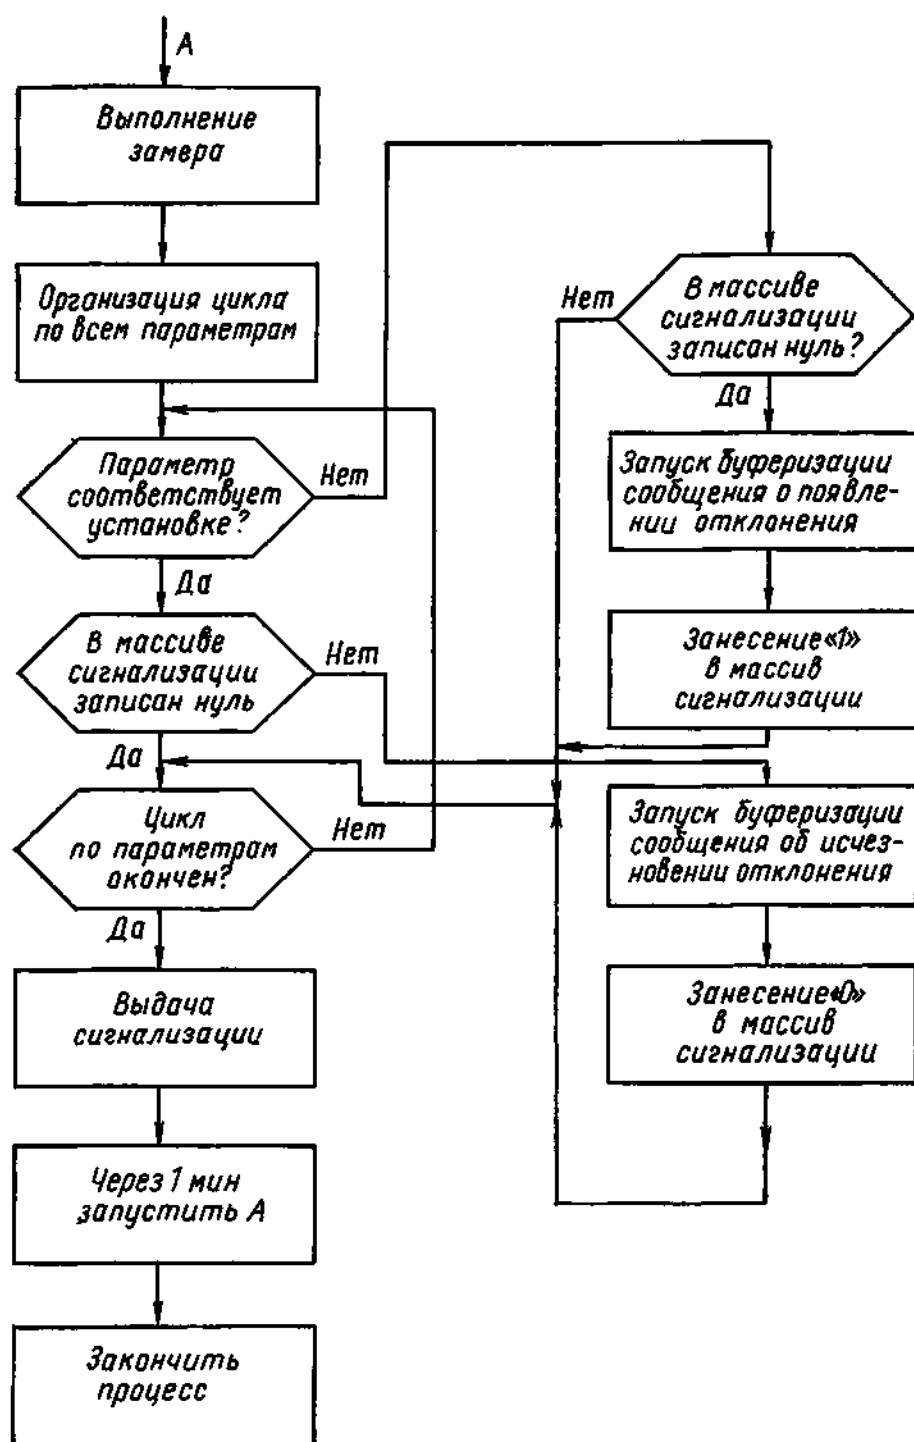 А
Выполнение
замера
Организация цикла
по всем параметрам
Параметр
соответствует
установке?
Нет
Да
В массиве
сигнализации
записан нуль
Нет
Да
Цикл
по параметрам
окончен?
Нет
Да
Выдача
сигнализации
Через 1 мин
запустить А
Закончить
процесс
В массиве
сигнализации
записан нуль?
Нет
Да
Запуск буферизации
сообщения о появле-
нии отклонения
Занесение «1»
в массив
сигнализации
Запуск буферизации
сообщения об исчез-
новении отклонения
Занесение «0»
в массив
сигнализации